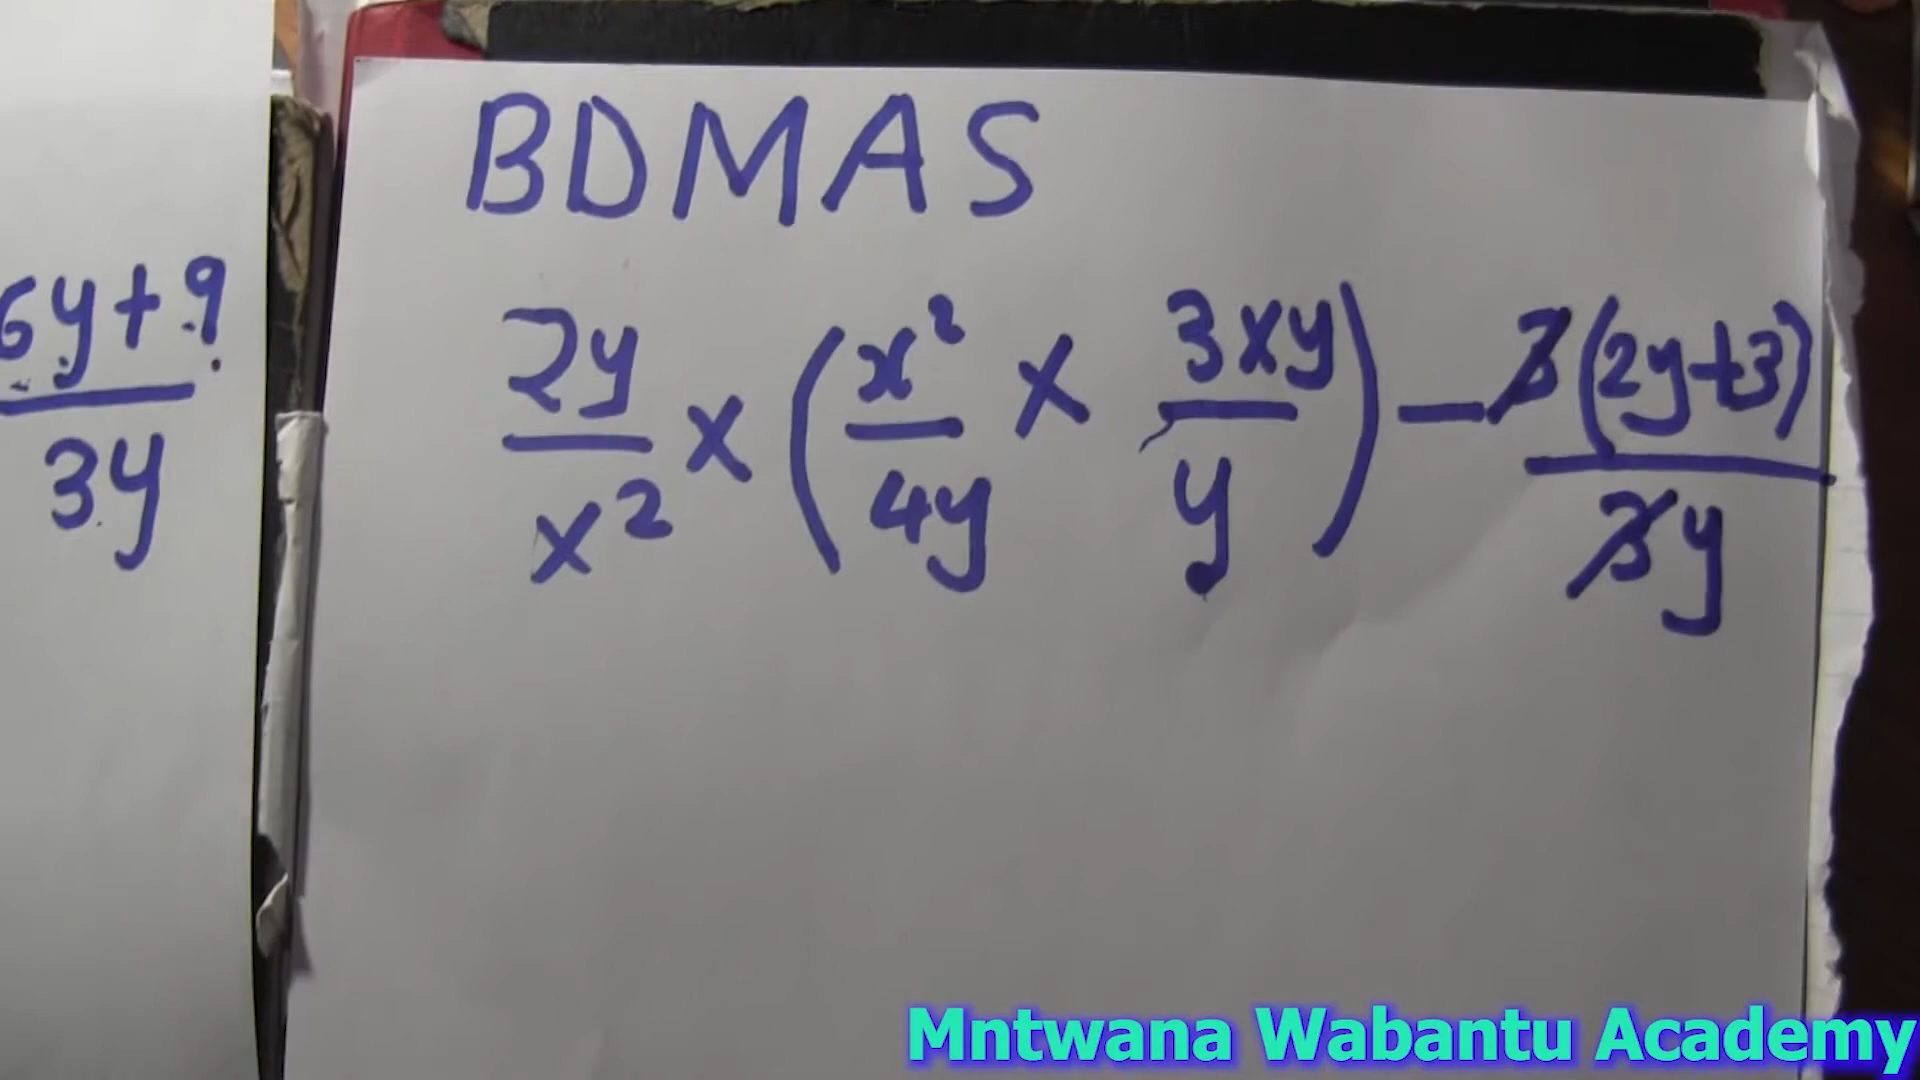 6y+9
3y
BDMAS
2y/x² × (x²/4y × 3xy/y) − 3(2y+3)/3y
Mntwana Wabantu Academy